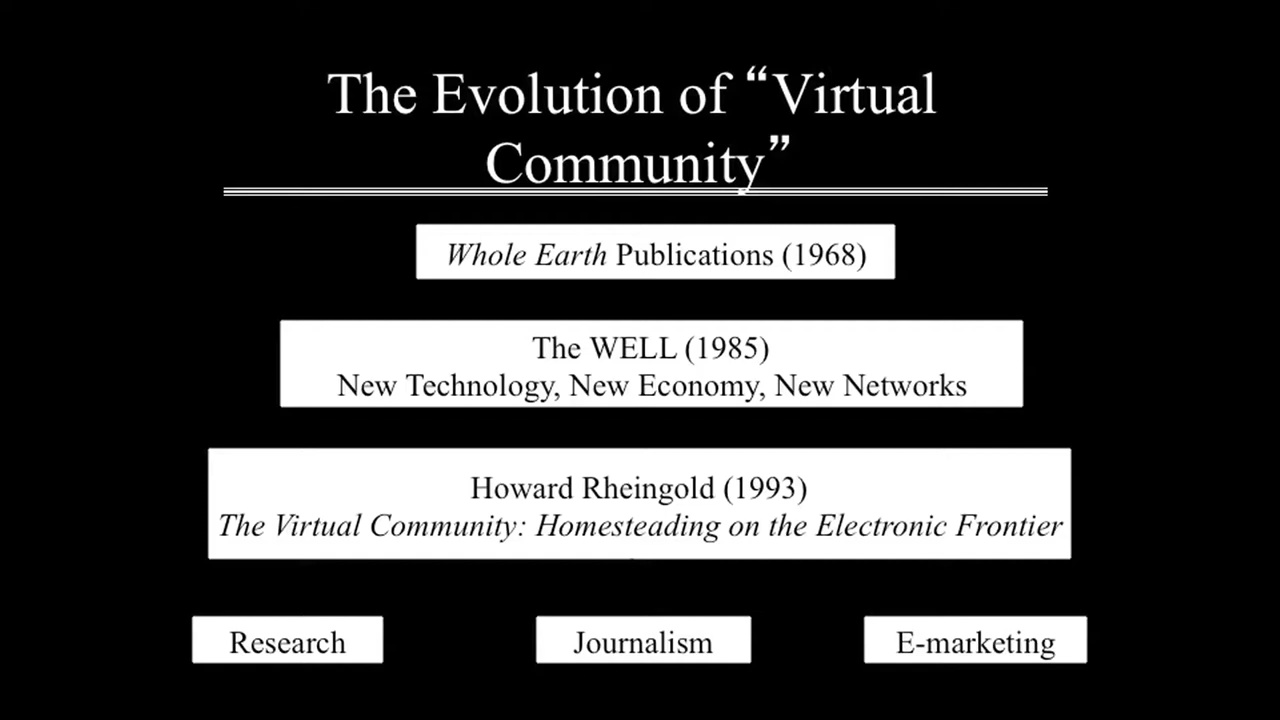 The Evolution of “Virtual
Community”
Whole Earth Publications (1968)
The WELL (1985)
New Technology, New Economy, New Networks
Howard Rheingold (1993)
The Virtual Community: Homesteading on the Electronic Frontier
Research Journalism E-marketing